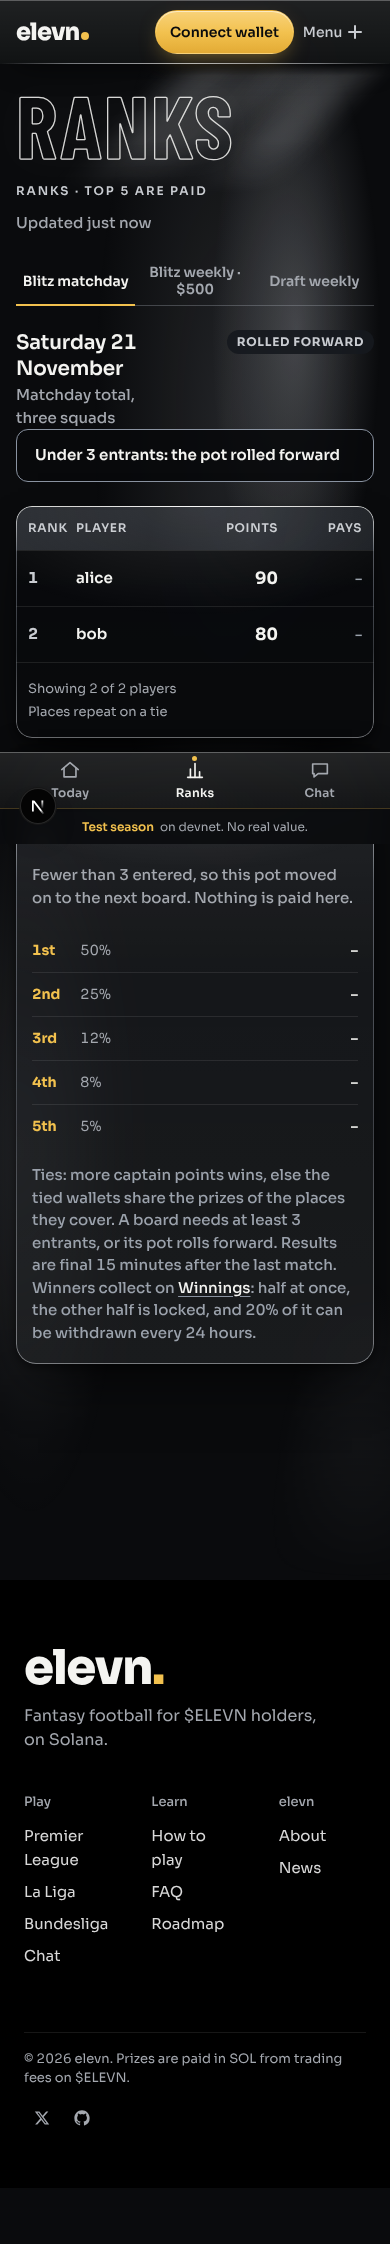 elevn.
Connect wallet
Menu
RANKS
RANKS · TOP 5 ARE PAID
Updated just now
Blitz matchday
Blitz weekly ·
$500
Draft weekly
Saturday 21
November
ROLLED FORWARD
Matchday total,
three squads
Under 3 entrants: the pot rolled forward
RANK PLAYER POINTS PAYS
1 alice 90 –
2 bob 80 –
Showing 2 of 2 players
Places repeat on a tie
N
Today
Ranks
Chat
Test season on devnet. No real value.
Fewer than 3 entered, so this pot moved
on to the next board. Nothing is paid here.
1st 50% –
2nd 25% –
3rd 12% –
4th 8% –
5th 5% –
Ties: more captain points wins, else the
tied wallets share the prizes of the places
they cover. A board needs at least 3
entrants, or its pot rolls forward. Results
are final 15 minutes after the last match.
Winners collect on Winnings: half at once,
the other half is locked, and 20% of it can
be withdrawn every 24 hours.
elevn.
Fantasy football for $ELEVN holders,
on Solana.
Play
Premier
League
La Liga
Bundesliga
Chat
Learn
How to
play
FAQ
Roadmap
elevn
About
News
© 2026 elevn. Prizes are paid in SOL from trading
fees on $ELEVN.